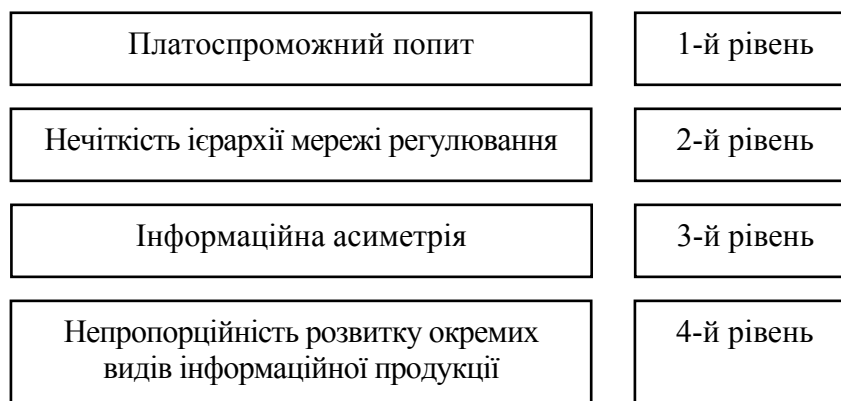 Платоспроможний попит
1-й рівень
Нечіткість ієрархії мережі регулювання
2-й рівень
Інформаційна асиметрія
3-й рівень
Непропорційність розвитку окремих
видів інформаційної продукції
4-й рівень